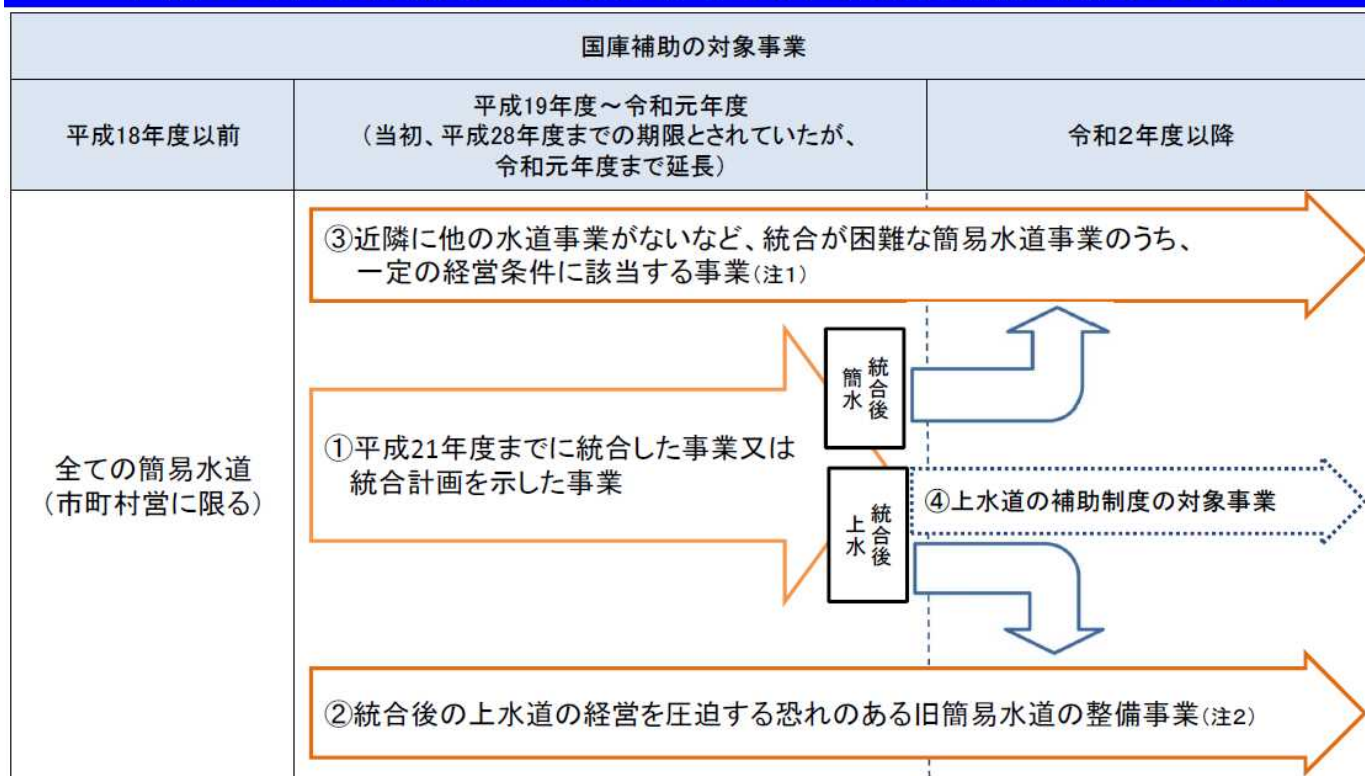 国庫補助の対象事業
平成18年度以前
平成19年度～令和元年度
（当初、平成28年度までの期限とされていたが、
令和元年度まで延長）
令和２年度以降
全ての簡易水道
（市町村営に限る）
③近隣に他の水道事業がないなど、統合が困難な簡易水道事業のうち、
一定の経営条件に該当する事業(注1)
統合後
簡水
①平成21年度までに統合した事業又は
統合計画を示した事業
統合後
上水
④上水道の補助制度の対象事業
②統合後の上水道の経営を圧迫する恐れのある旧簡易水道の整備事業(注2)